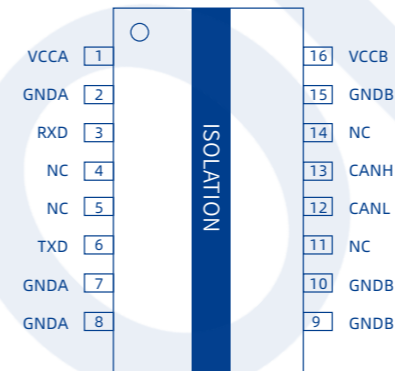 VCCA 1 16 VCCB
GNDA 2 15 GNDB
RXD 3 14 NC
NC 4 13 CANH
NC 5 12 CANL
TXD 6 11 NC
GNDA 7 10 GNDB
GNDA 8 9 GNDB
ISOLATION